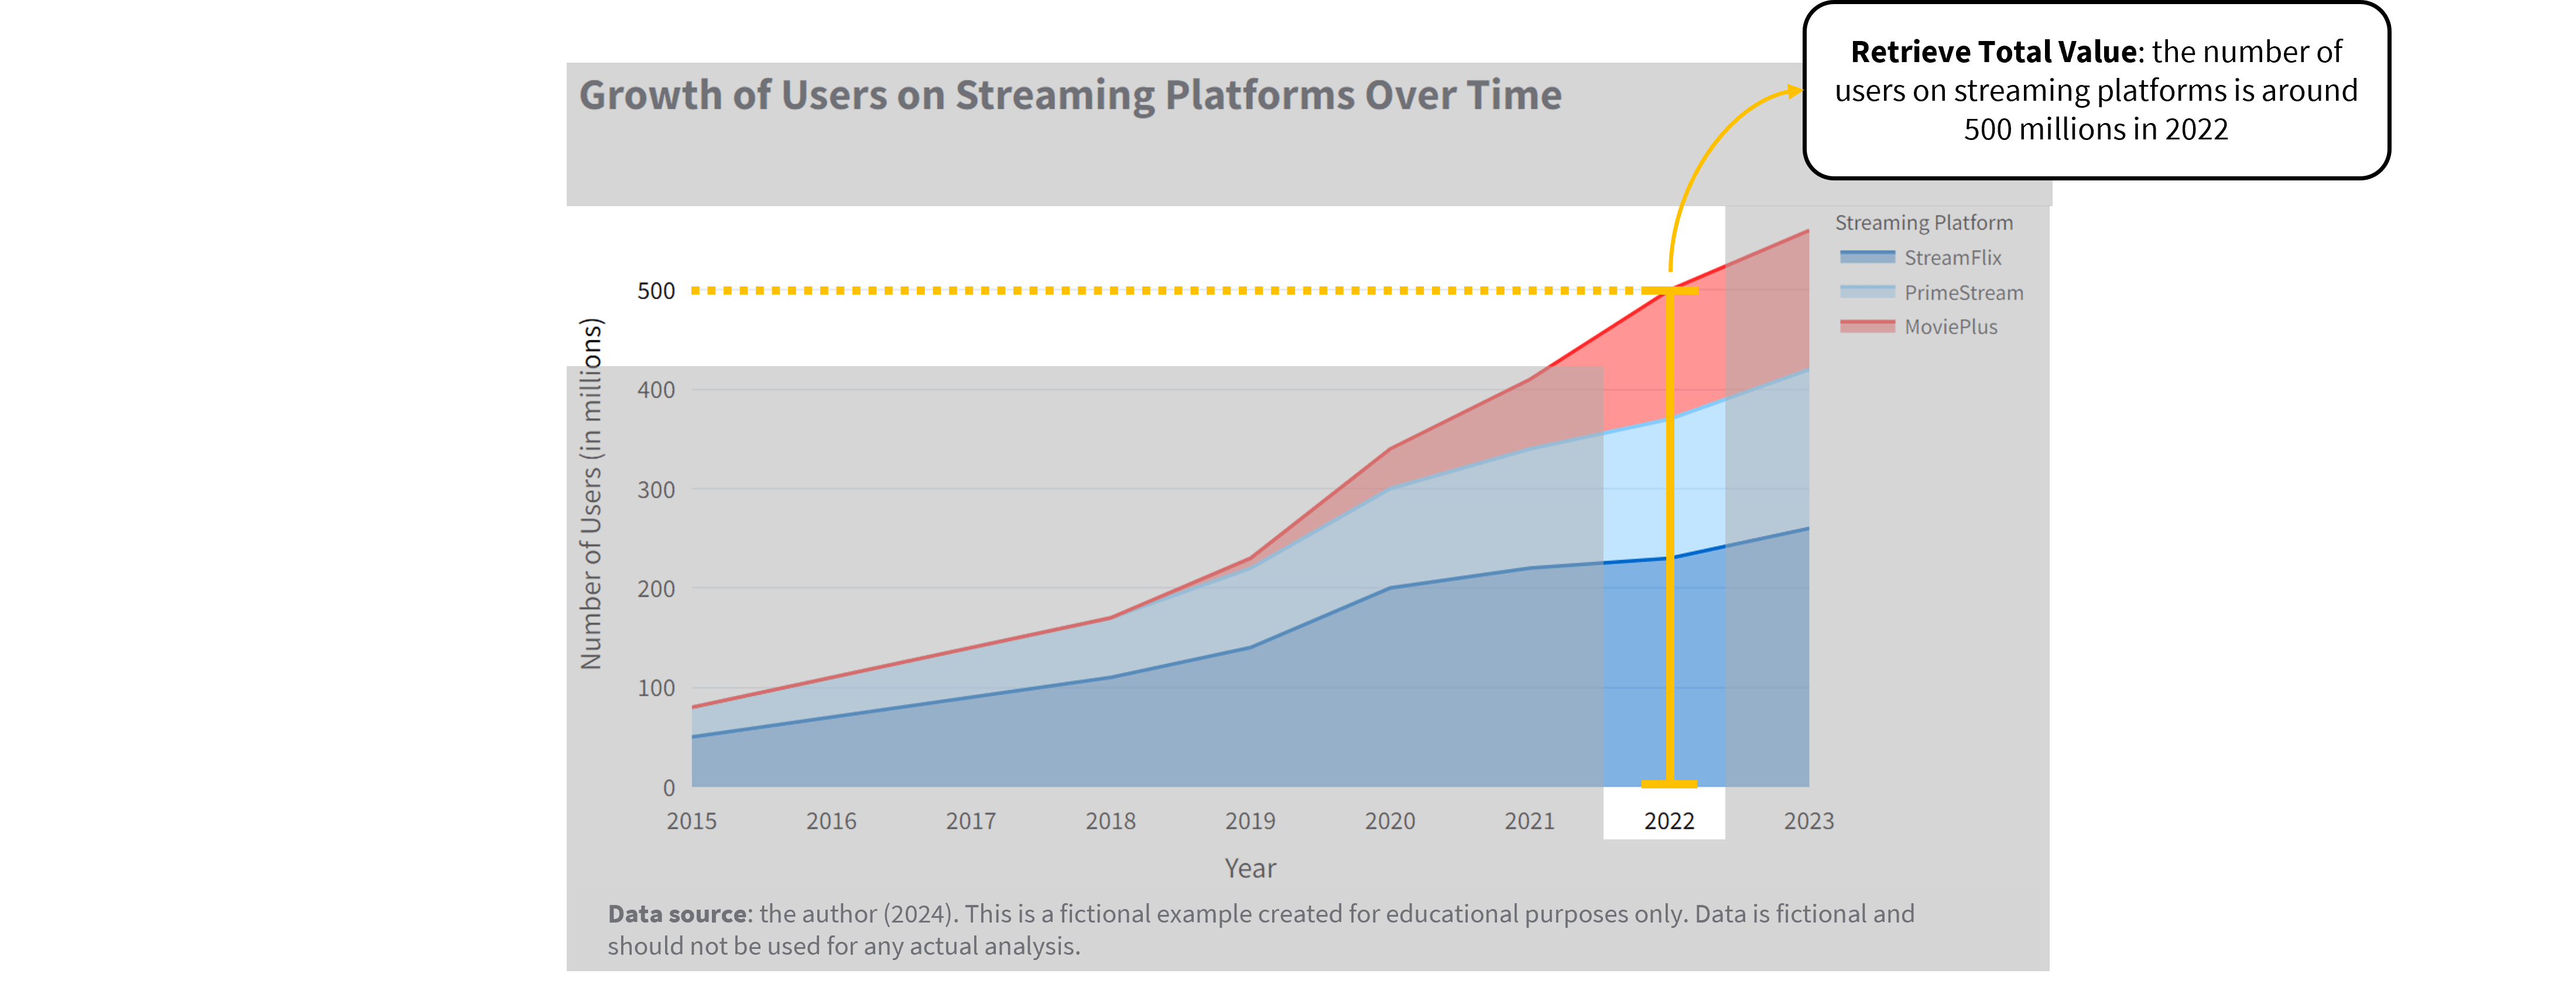 Retrieve Total Value: the number of
users on streaming platforms is around
500 millions in 2022
Growth of Users on Streaming Platforms Over Time
Streaming Platform
StreamFlix
PrimeStream
MoviePlus
Number of Users (in millions)
500
400
300
200
100
0
2015 2016 2017 2018 2019 2020 2021 2022 2023
Year
Data source: the author (2024). This is a fictional example created for educational purposes only. Data is fictional and
should not be used for any actual analysis.